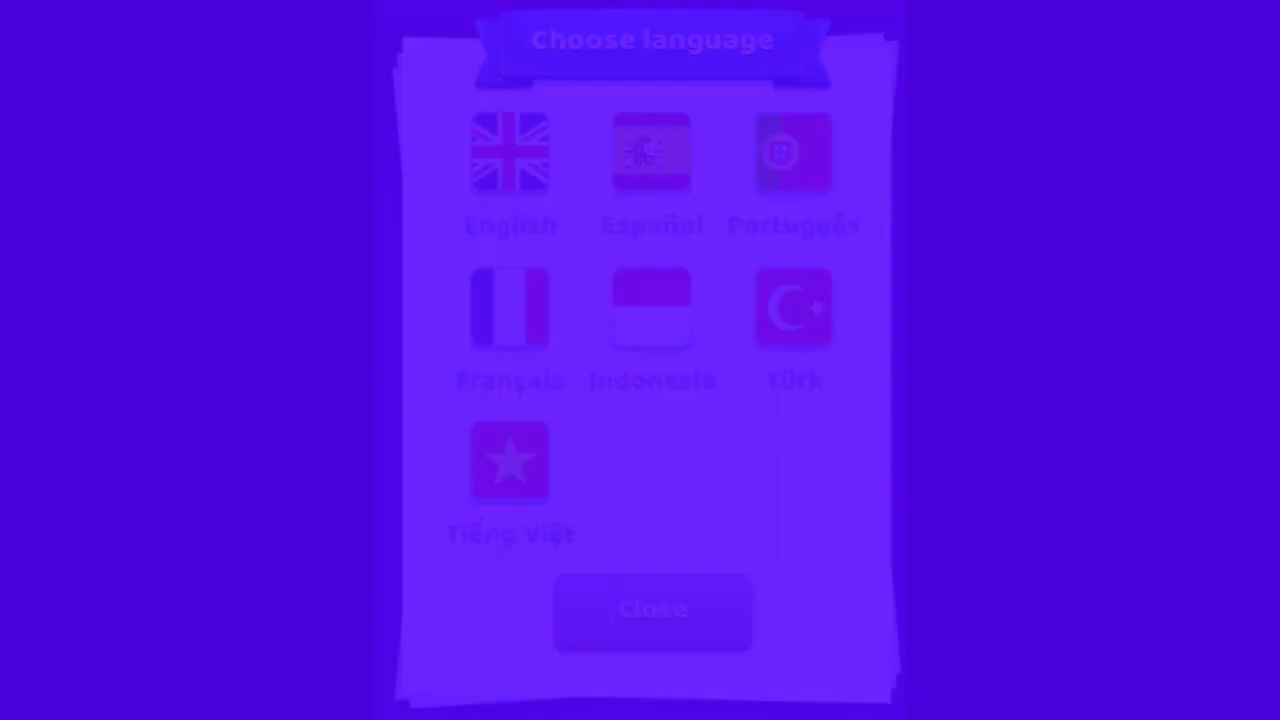 Choose language
English Español Português
Français Indonesia Türk
Tiếng Việt
Close